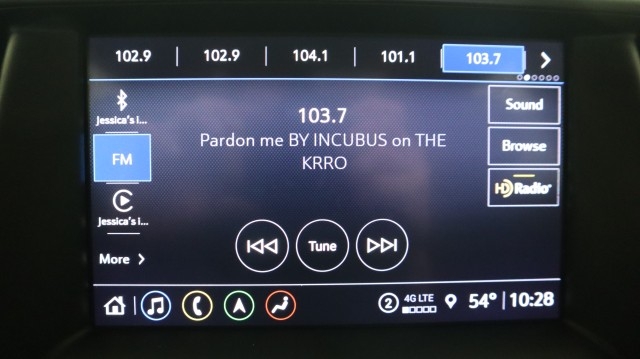 102.9 102.9 104.1 101.1 103.7
Jessica's i...
FM
Jessica's i...
More
103.7
Pardon me BY INCUBUS on THE
KRRO
Tune
Sound
Browse
HD Radio
2 4G LTE 54° 10:28